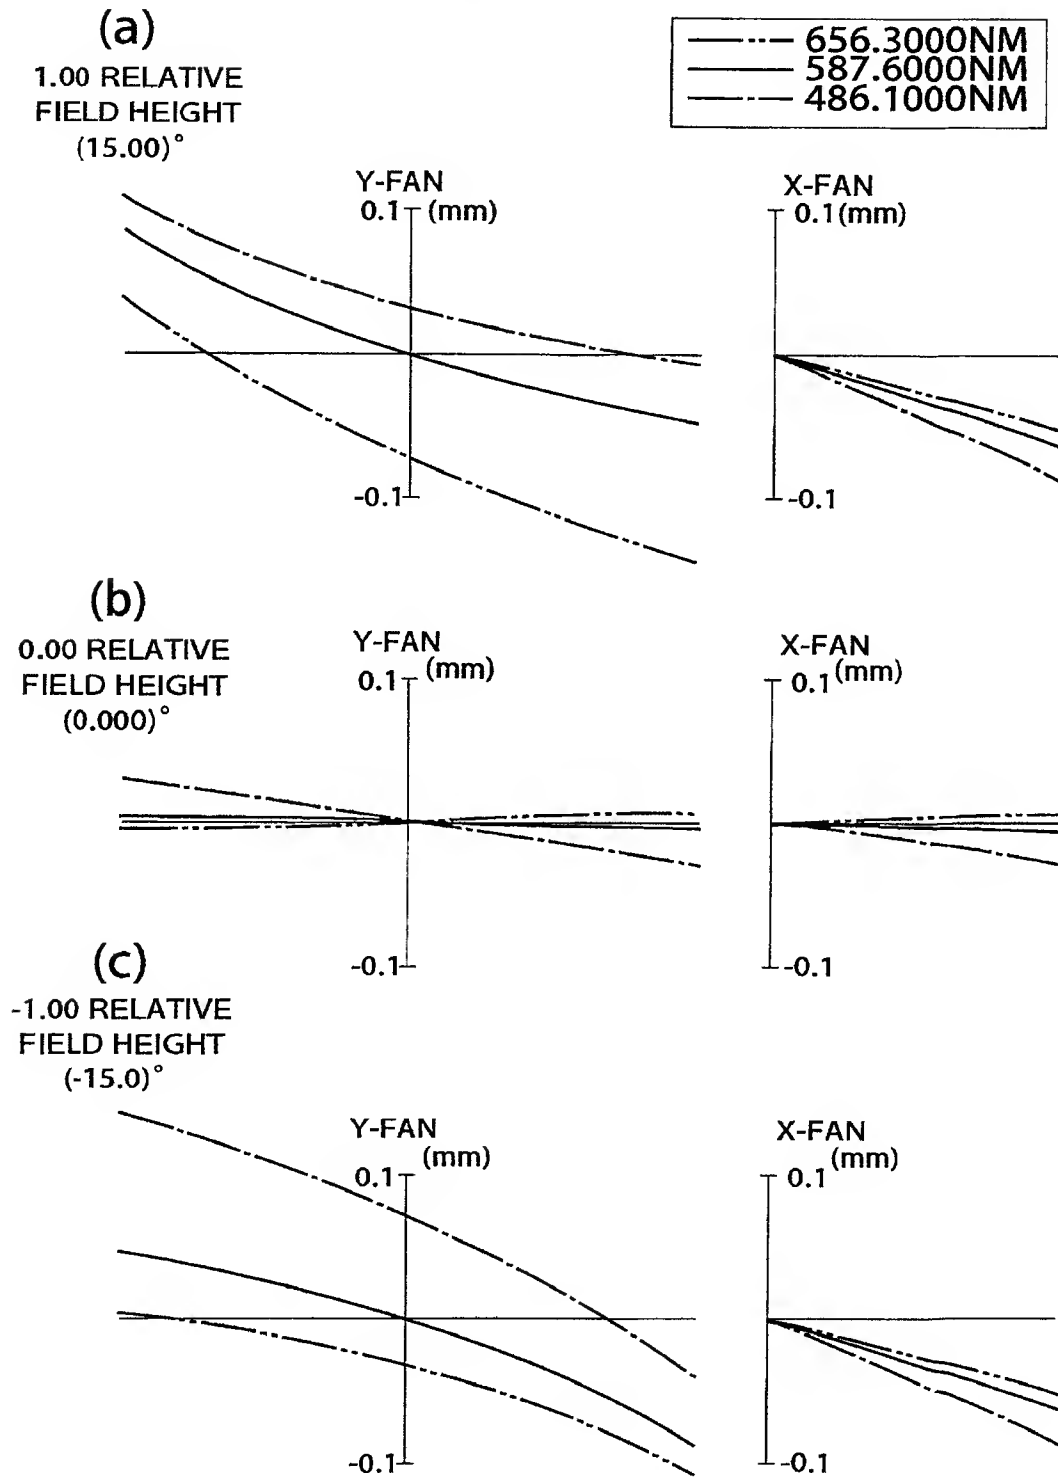 (a)
1.00 RELATIVE
FIELD HEIGHT
(15.00)°
656.3000NM
587.6000NM
486.1000NM
Y-FAN
0.1 (mm)
-0.1
X-FAN
0.1(mm)
-0.1
(b)
0.00 RELATIVE
FIELD HEIGHT
(0.000)°
Y-FAN
0.1 (mm)
-0.1
X-FAN
0.1 (mm)
-0.1
(c)
-1.00 RELATIVE
FIELD HEIGHT
(-15.0)°
Y-FAN
(mm)
0.1
-0.1
X-FAN
(mm)
0.1
-0.1